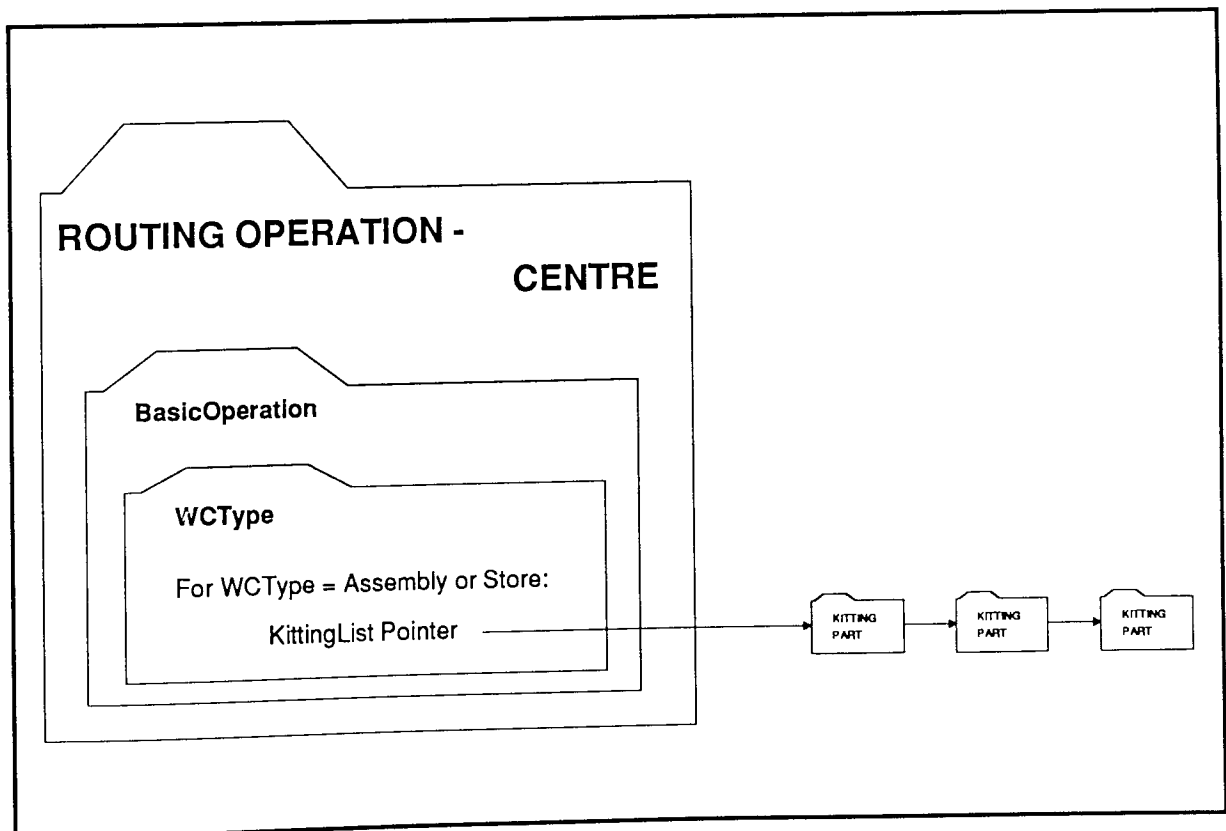 ROUTING OPERATION -
CENTRE
BasicOperation
WCType
For WCType = Assembly or Store:
KittingList Pointer
KITTING
PART
KITTING
PART
KITTING
PART